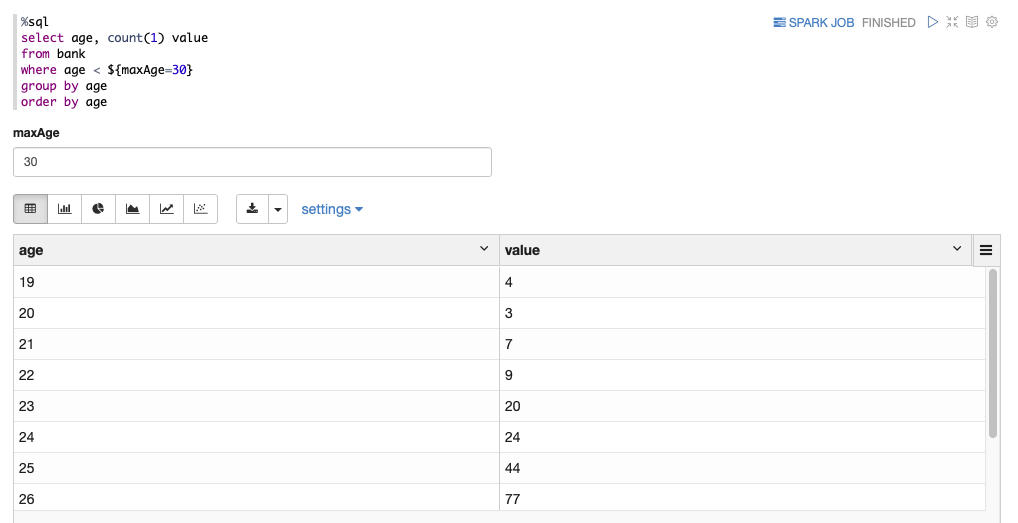 %sql
select age, count(1) value
from bank
where age < ${maxAge=30}
group by age
order by age
SPARK JOB FINISHED
maxAge
30
settings
age value
19 4
20 3
21 7
22 9
23 20
24 24
25 44
26 77